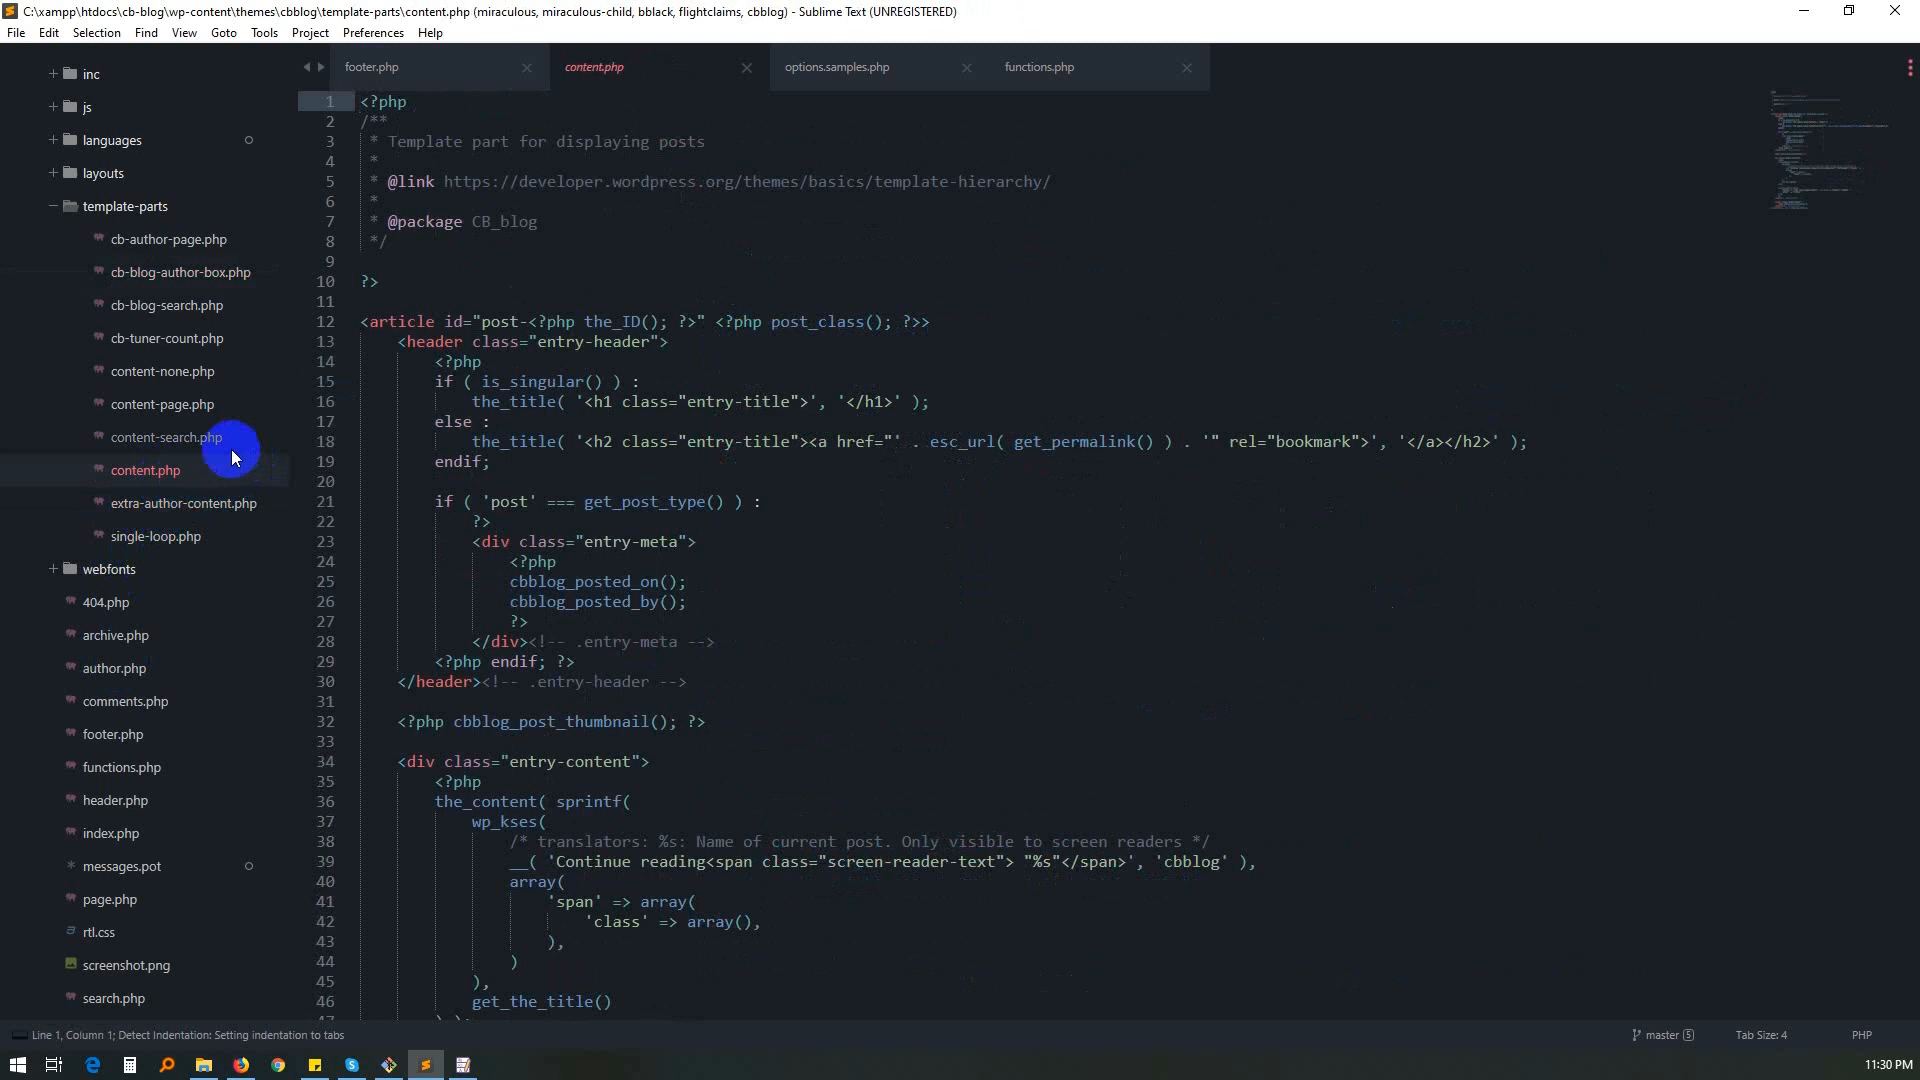 C:\xampp\htdocs\cb-blog\wp-content\themes\cbblog\template-parts\content.php (miraculous, miraculous-child, bblack, flightclaims, cbblog) - Sublime Text (UNREGISTERED)
File Edit Selection Find View Goto Tools Project Preferences Help
inc
js
languages
layouts
template-parts
cb-author-page.php
cb-blog-author-box.php
cb-blog-search.php
cb-tuner-count.php
content-none.php
content-page.php
content-search.php
content.php
extra-author-content.php
single-loop.php
webfonts
404.php
archive.php
author.php
comments.php
footer.php
functions.php
header.php
index.php
messages.pot
page.php
rtl.css
screenshot.png
search.php
footer.php content.php options.samples.php functions.php
1 <?php
2 /**
3 * Template part for displaying posts
4 *
5 * @link https://developer.wordpress.org/themes/basics/template-hierarchy/
6 *
7 * @package CB_blog
8 */
9
10 ?>
11
12 <article id="post-<?php the_ID(); ?>" <?php post_class(); ?>>
13 <header class="entry-header">
14 <?php
15 if ( is_singular() ) :
16 the_title( '<h1 class="entry-title">', '</h1>' );
17 else :
18 the_title( '<h2 class="entry-title"><a href="' . esc_url( get_permalink() ) . '" rel="bookmark">', '</a></h2>' );
19 endif;
20
21 if ( 'post' === get_post_type() ) :
22 ?>
23 <div class="entry-meta">
24 <?php
25 cbblog_posted_on();
26 cbblog_posted_by();
27 ?>
28 </div><!-- .entry-meta -->
29 <?php endif; ?>
30 </header><!-- .entry-header -->
31
32 <?php cbblog_post_thumbnail(); ?>
33
34 <div class="entry-content">
35 <?php
36 the_content( sprintf(
37 wp_kses(
38 /* translators: %s: Name of current post. Only visible to screen readers */
39 __( 'Continue reading<span class="screen-reader-text"> "%s"</span>', 'cbblog' ),
40 array(
41 'span' => array(
42 'class' => array(),
43 ),
44 )
45 ),
46 get_the_title()
Line 1, Column 1; Detect Indentation: Setting indentation to tabs
master 5 Tab Size: 4 PHP
11:30 PM